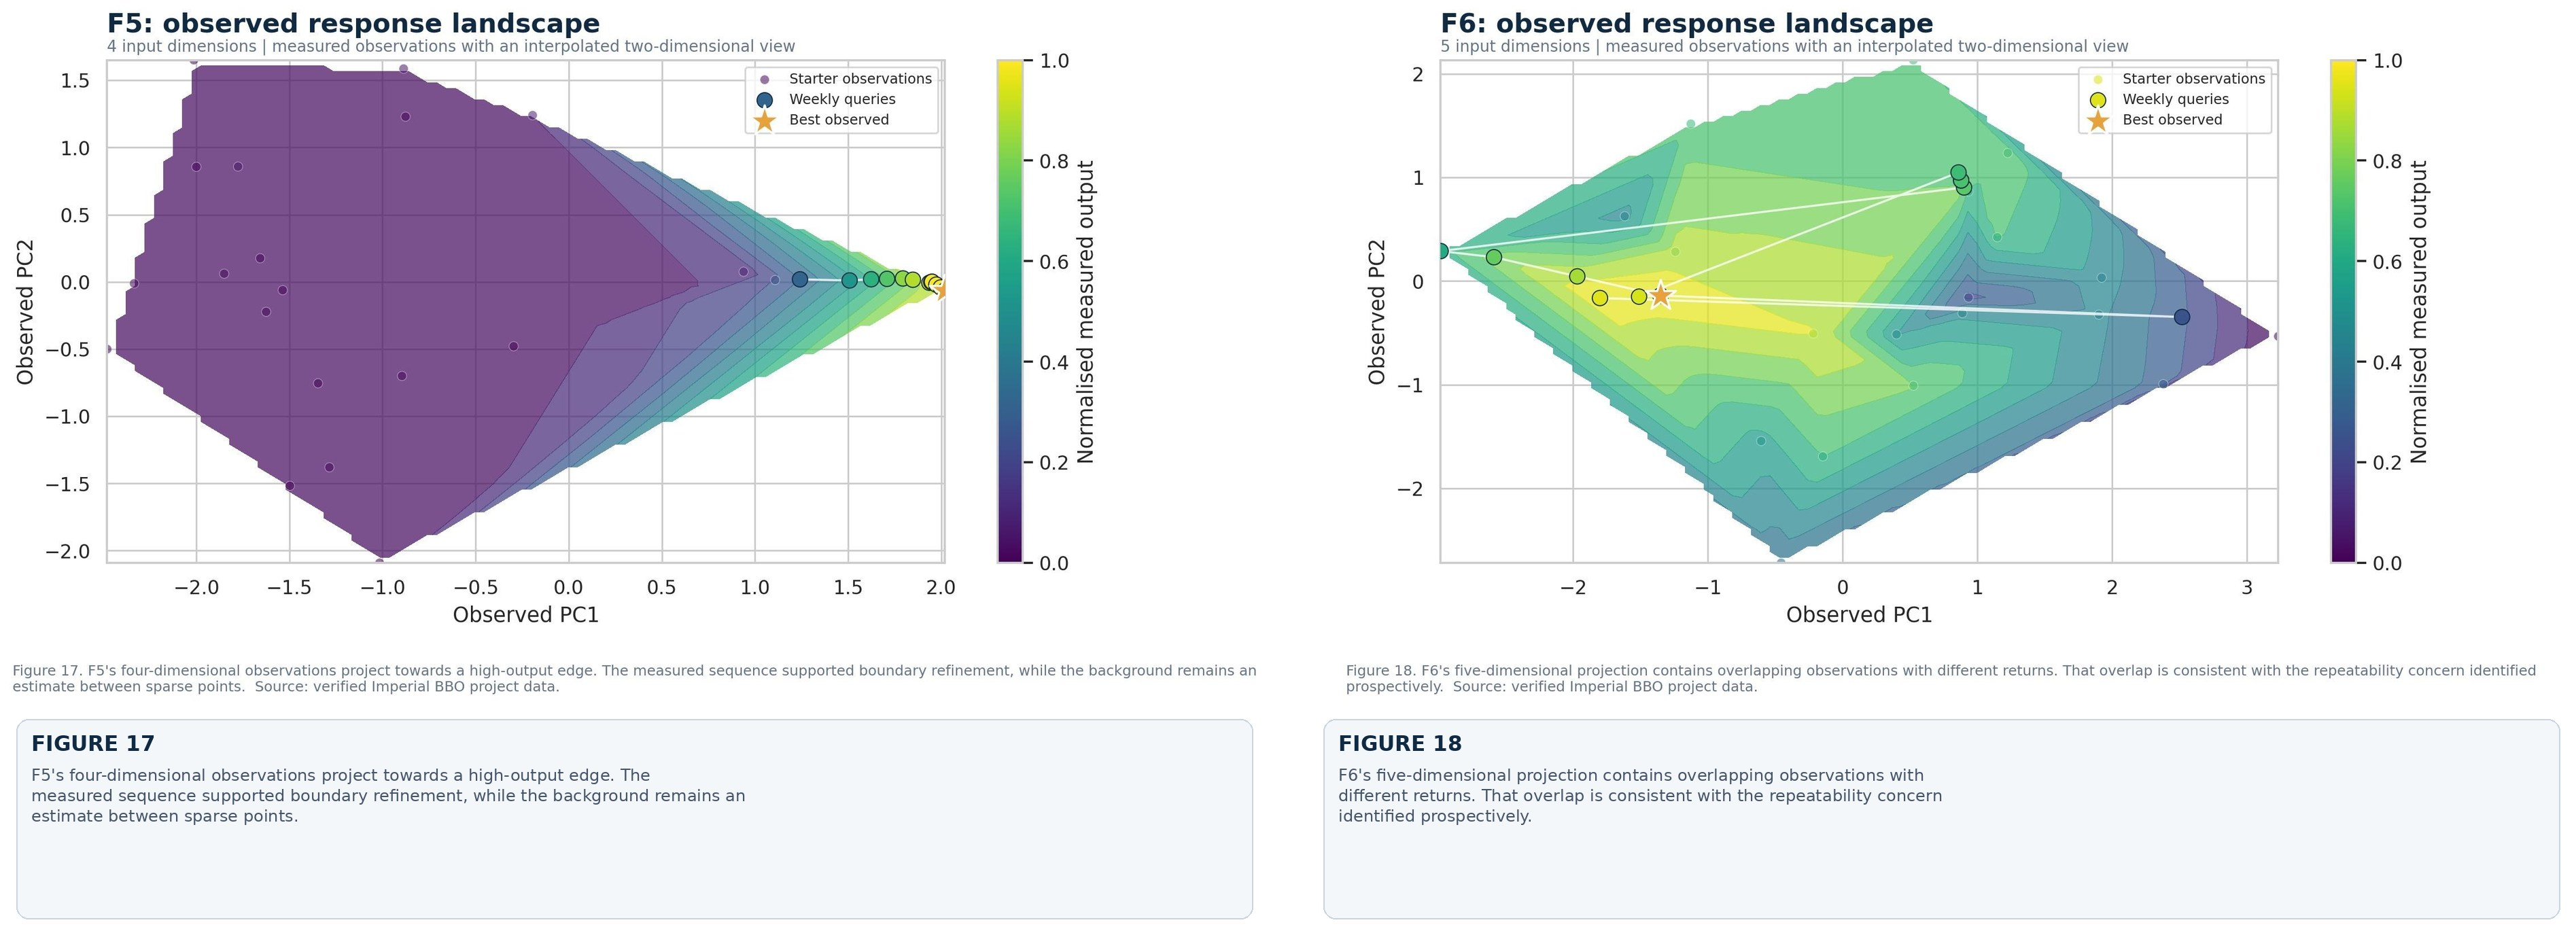 F5: observed response landscape
4 input dimensions | measured observations with an interpolated two-dimensional view
Starter observations
Weekly queries
Best observed
1.5
1.0
0.5
0.0
−0.5
−1.0
−1.5
−2.0
Observed PC2
−2.0 −1.5 −1.0 −0.5 0.0 0.5 1.0 1.5 2.0
Observed PC1
1.0
0.8
0.6
0.4
0.2
0.0
Normalised measured output
Figure 17. F5's four-dimensional observations project towards a high-output edge. The measured sequence supported boundary refinement, while the background remains an
estimate between sparse points.  Source: verified Imperial BBO project data.
FIGURE 17
F5's four-dimensional observations project towards a high-output edge. The
measured sequence supported boundary refinement, while the background remains an
estimate between sparse points.
F6: observed response landscape
5 input dimensions | measured observations with an interpolated two-dimensional view
Starter observations
Weekly queries
Best observed
2
1
0
−1
−2
Observed PC2
−2 −1 0 1 2 3
Observed PC1
1.0
0.8
0.6
0.4
0.2
0.0
Normalised measured output
Figure 18. F6's five-dimensional projection contains overlapping observations with different returns. That overlap is consistent with the repeatability concern identified
prospectively.  Source: verified Imperial BBO project data.
FIGURE 18
F6's five-dimensional projection contains overlapping observations with
different returns. That overlap is consistent with the repeatability concern
identified prospectively.